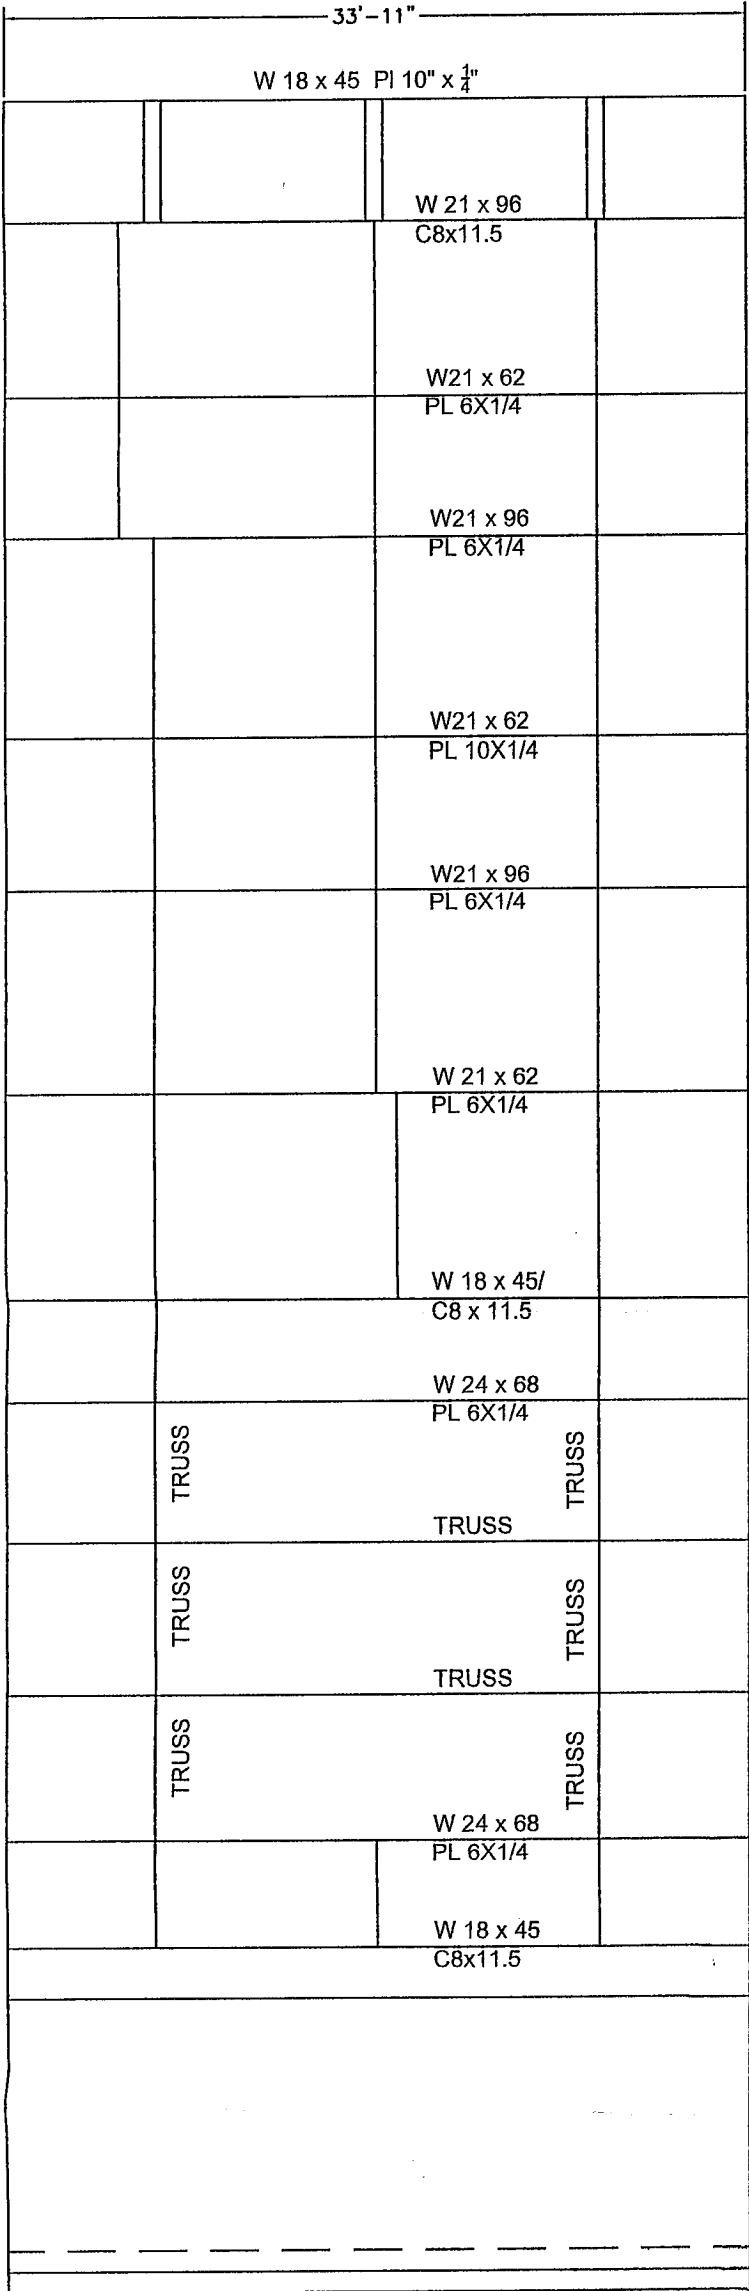 33'-11"
W 18 x 45 Pl 10" x 1/4"
W 21 x 96
C8x11.5
W21 x 62
PL 6X1/4
W21 x 96
PL 6X1/4
W21 x 62
PL 10X1/4
W21 x 96
PL 6X1/4
W 21 x 62
PL 6X1/4
W 18 x 45/
C8 x 11.5
W 24 x 68
PL 6X1/4
TRUSS
TRUSS
TRUSS
TRUSS
TRUSS
TRUSS
TRUSS
TRUSS
W 24 x 68
PL 6X1/4
W 18 x 45
C8x11.5